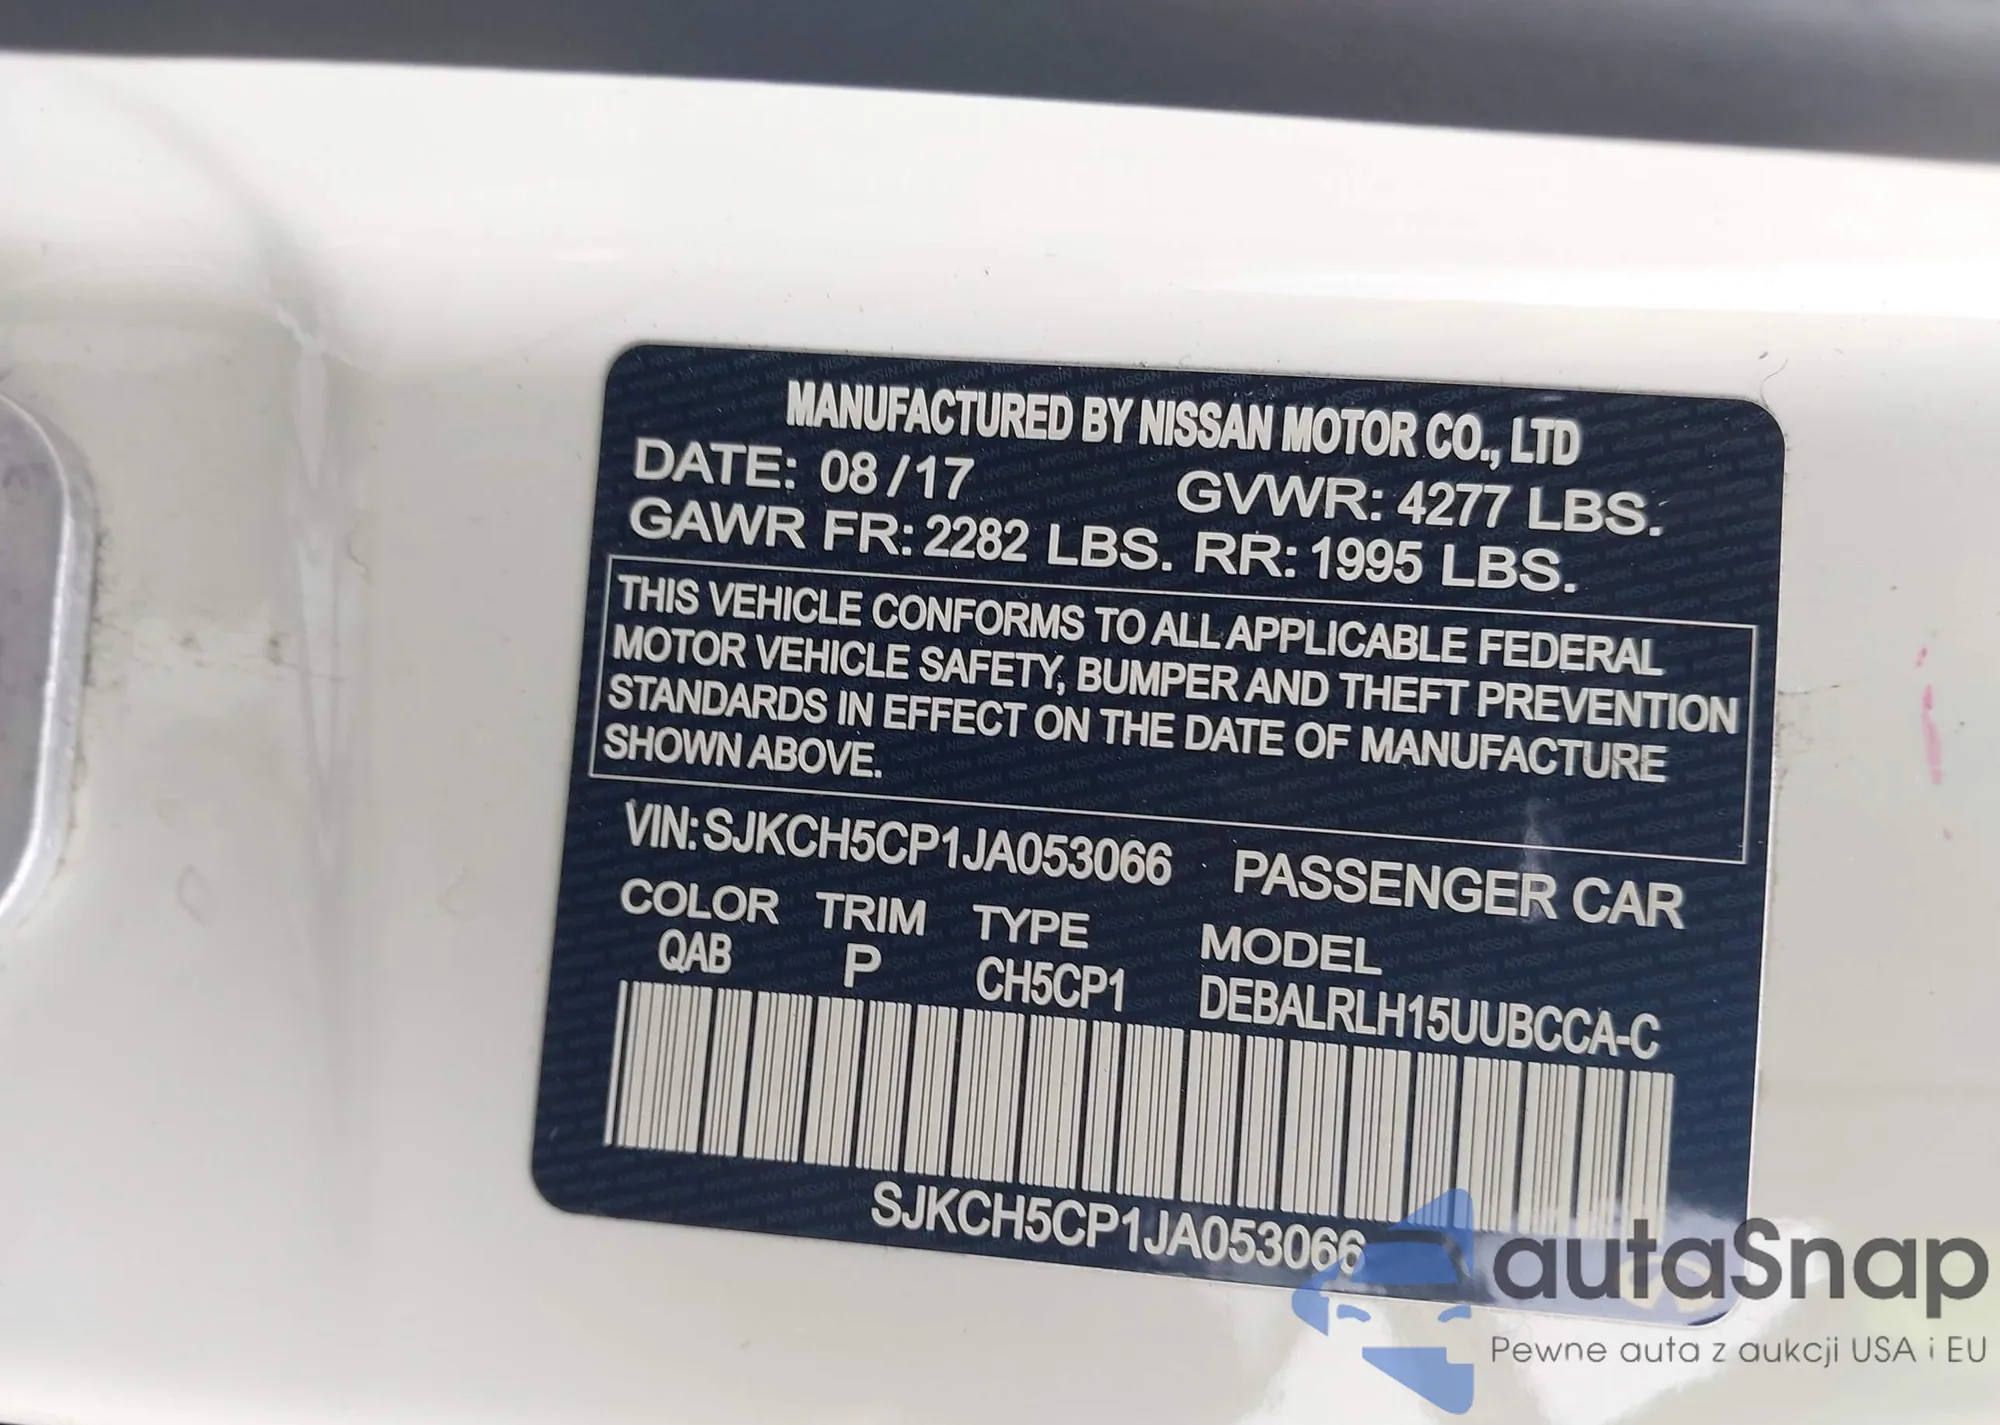 MANUFACTURED BY NISSAN MOTOR CO., LTD
DATE: 08/17 GVWR: 4277 LBS.
GAWR FR: 2282 LBS. RR: 1995 LBS.
THIS VEHICLE CONFORMS TO ALL APPLICABLE FEDERAL
MOTOR VEHICLE SAFETY, BUMPER AND THEFT PREVENTION
STANDARDS IN EFFECT ON THE DATE OF MANUFACTURE
SHOWN ABOVE.
VIN: SJKCH5CP1JA053066 PASSENGER CAR
COLOR TRIM TYPE MODEL
QAB P CH5CP1 DEBALRLH15UUBCCA-C
SJKCH5CP1JA053066
autaSnap
Pewne auta z aukcji USA i EU